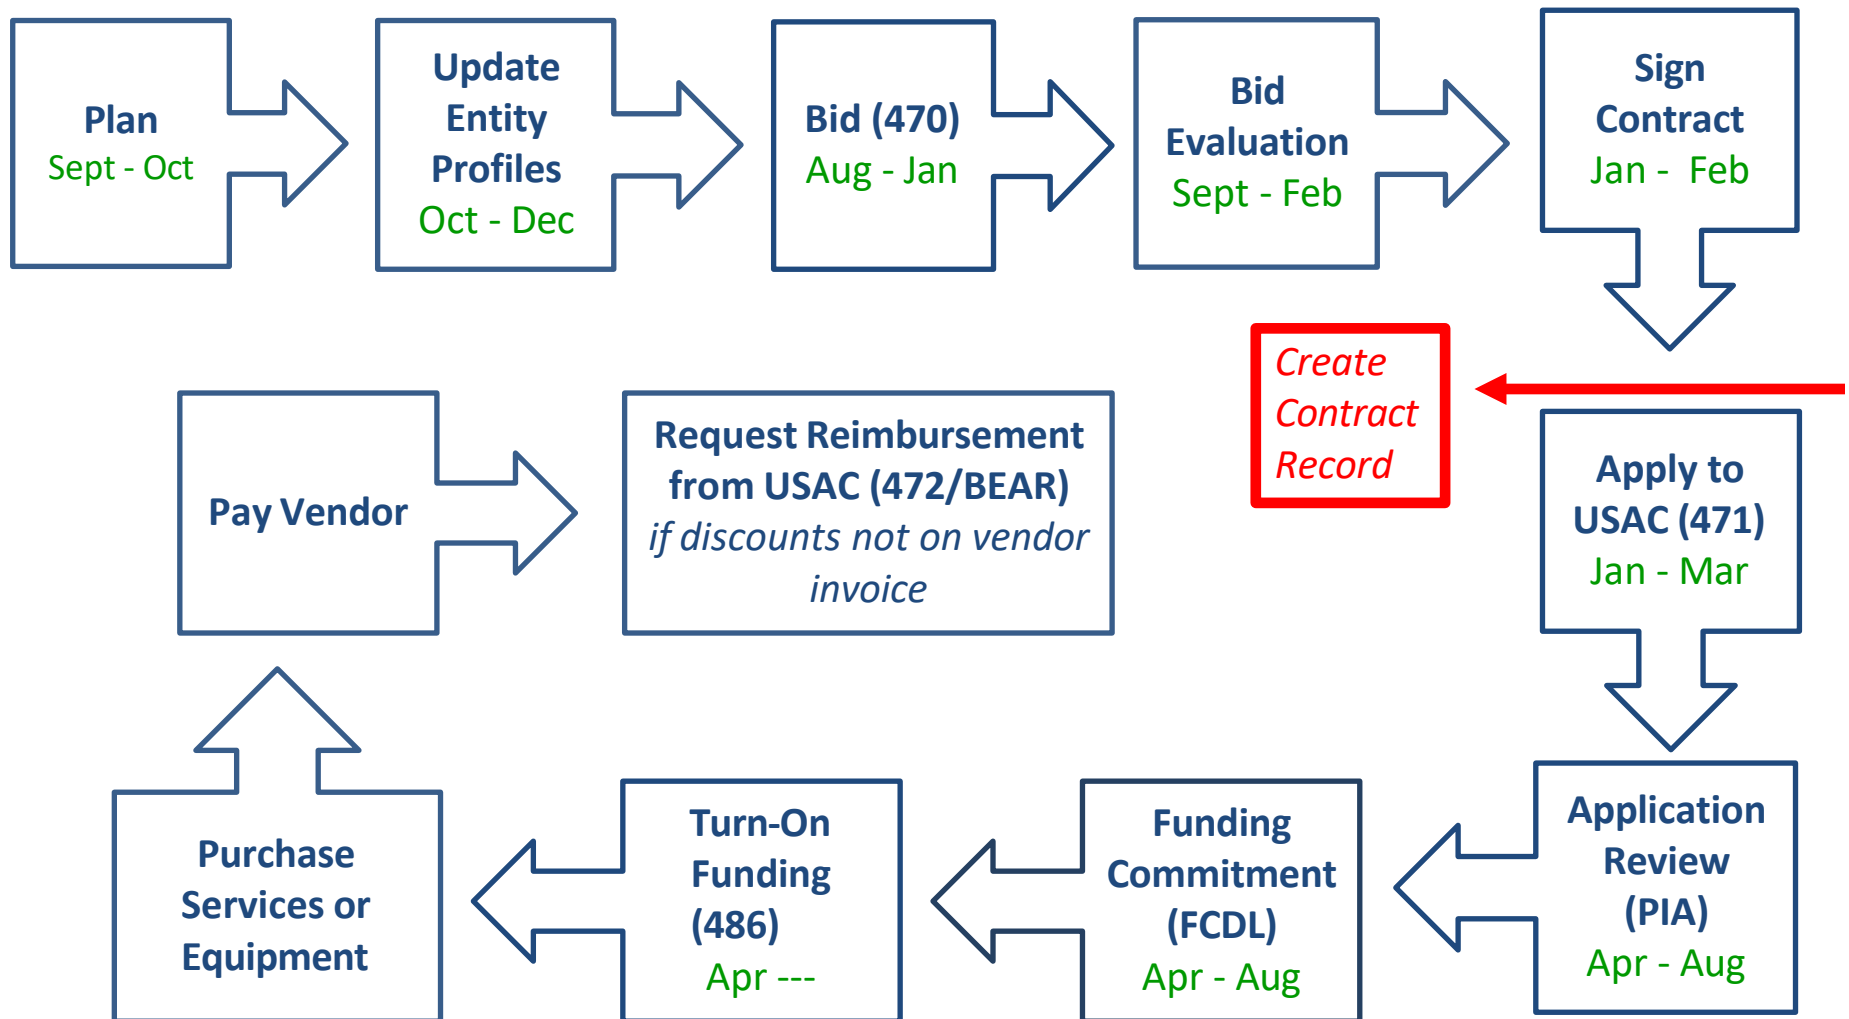 Plan
Sept - Oct
Update
Entity
Profiles
Oct - Dec
Bid (470)
Aug - Jan
Bid
Evaluation
Sept - Feb
Sign
Contract
Jan -  Feb
Create
Contract
Record
Apply to
USAC (471)
Jan - Mar
Application
Review
(PIA)
Apr - Aug
Funding
Commitment
(FCDL)
Apr - Aug
Turn-On
Funding
(486)
Apr ---
Purchase
Services or
Equipment
Pay Vendor
Request Reimbursement
from USAC (472/BEAR)
if discounts not on vendor
invoice